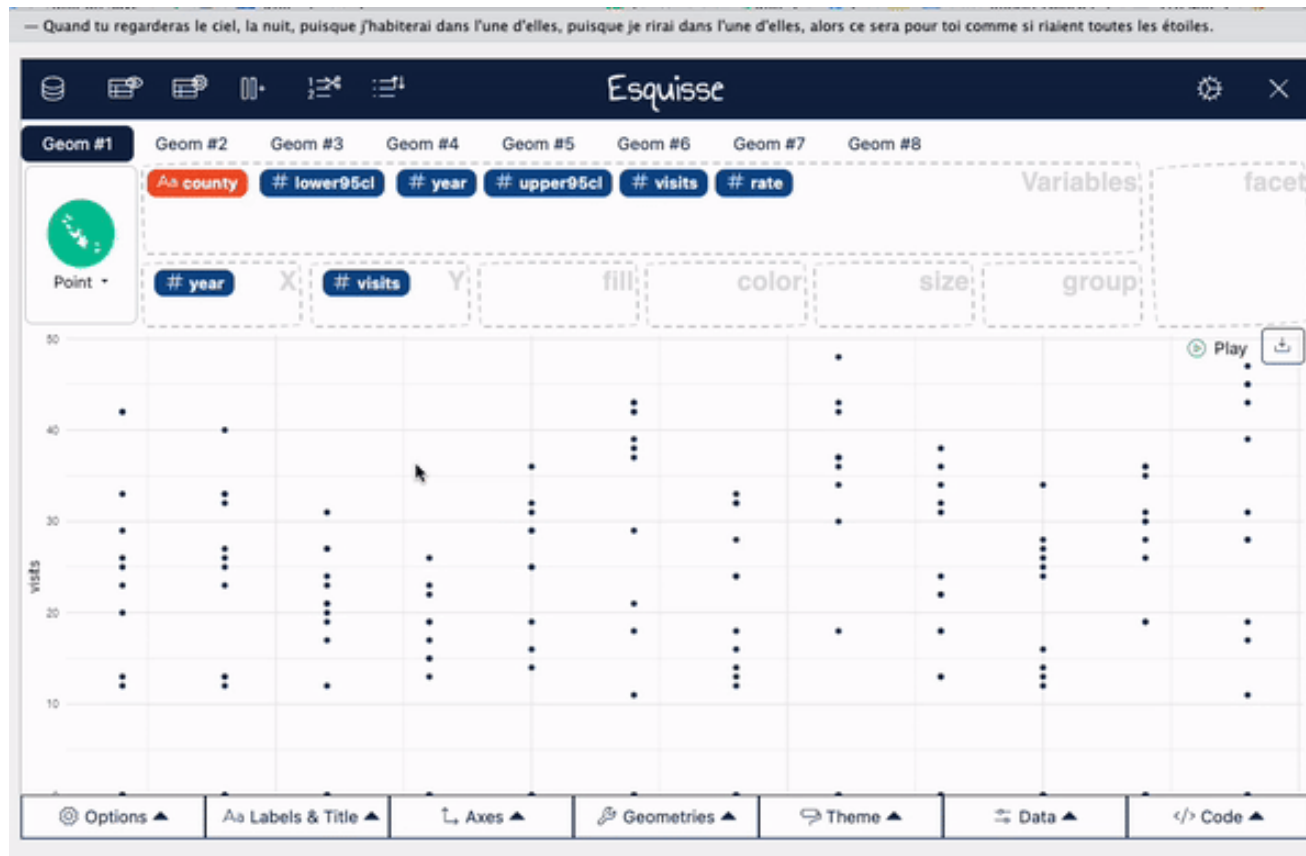 — Quand tu regarderas le ciel, la nuit, puisque j'habiterai dans l'une d'elles, puisque je rirai dans l'une d'elles, alors ce sera pour toi comme si riaient toutes les étoiles.
Esquisse
Geom #1 Geom #2 Geom #3 Geom #4 Geom #5 Geom #6 Geom #7 Geom #8
Aa county # lower95cl # year # upper95cl # visits # rate Variables facet
Point
# year X # visits Y fill color size group
50
Play
40
30
visits
20
10
Options Aa Labels & Title Axes Geometries Theme Data </> Code